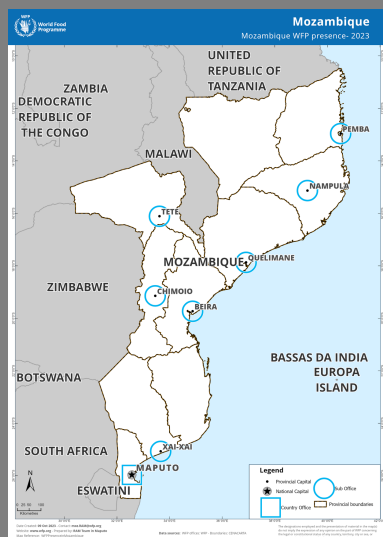 World Food
Programme
Mozambique
Mozambique WFP presence- 2023
UNITED
REPUBLIC OF
TANZANIA
ZAMBIA
DEMOCRATIC
REPUBLIC OF
THE CONGO
PEMBA
MALAWI
NAMPULA
TETE
MOZAMBIQUE
QUELIMANE
ZIMBABWE
CHIMOIO
BEIRA
BASSAS DA INDIA
EUROPA
ISLAND
BOTSWANA
SOUTH AFRICA
XAI-XAI
MAPUTO
ESWATINI
N
Kilometers
Legend
Provincial Capital
National Capital
Sub Office
Country Office
Provincial boundaries